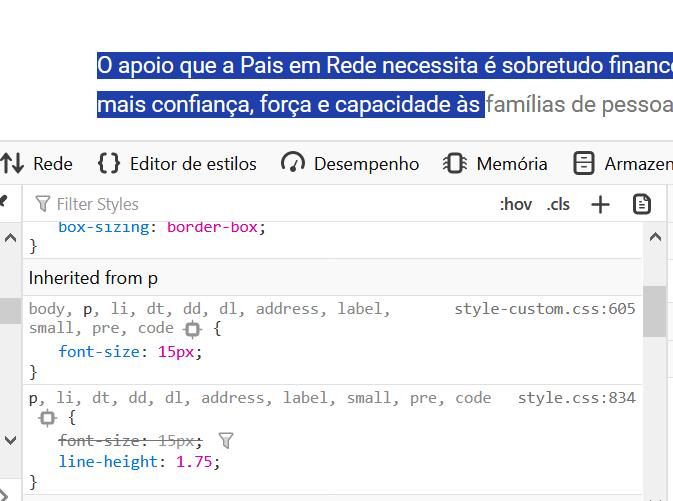 O apoio que a Pais em Rede necessita é sobretudo
mais confiança, força e capacidade às famílias de
Rede {} Editor de estilos Desempenho Memória
Filter Styles :hov .cls +
box-sizing: border-box;
}
Inherited from p
body, p, li, dt, dd, dl, address, label, style-custom.css:605
small, pre, code {
font-size: 15px;
}
p, li, dt, dd, dl, address, label, small, pre, code style.css:834
{
font-size: 15px;
line-height: 1.75;
}